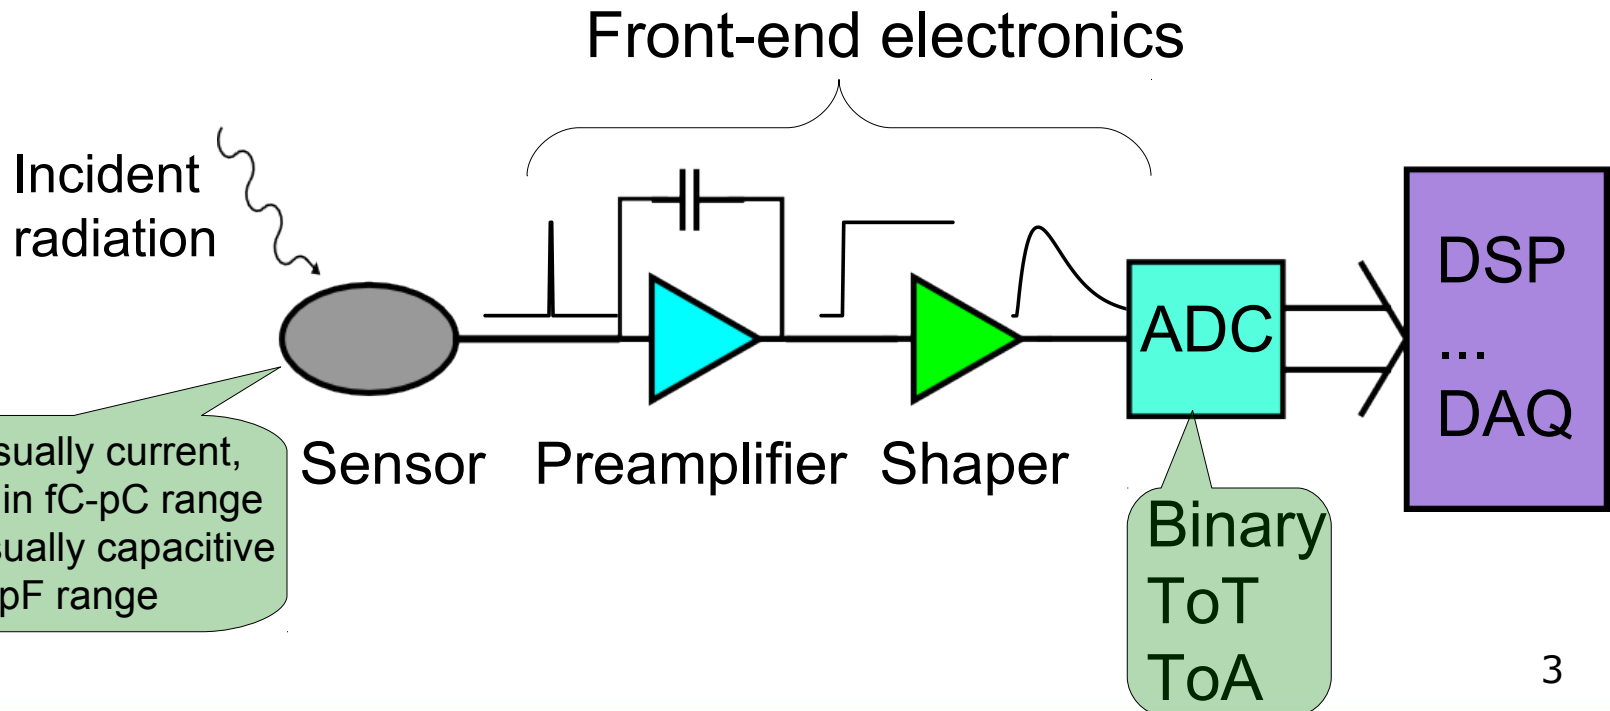 Front-end electronics
Incident
radiation
Sensor
Preamplifier
Shaper
ADC
DSP
...
DAQ
sually current,
in fC-pC range
sually capacitive
pF range
Binary
ToT
ToA
3